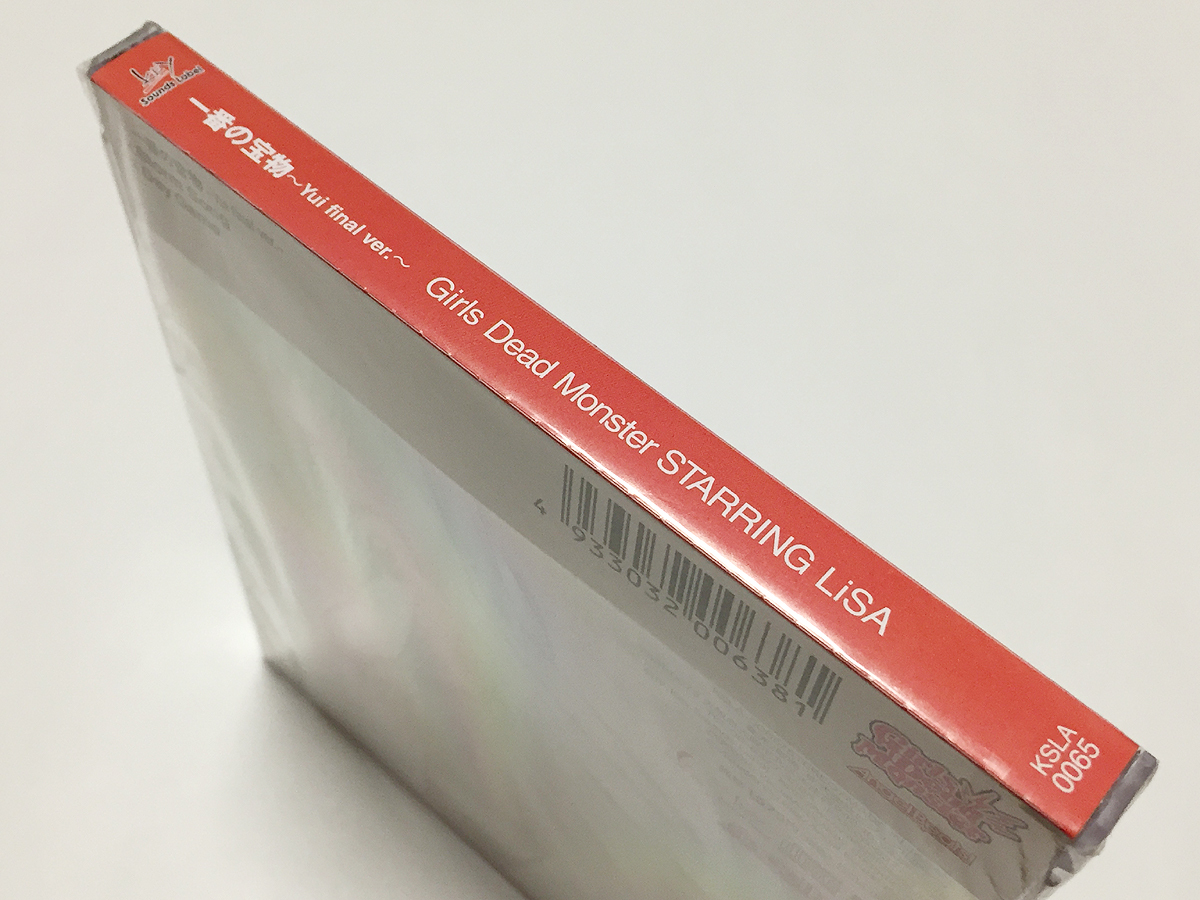 Key
Sounds Label
一番の宝物～Yui final ver.～ Girls Dead Monster STARRING LiSA
KSLA
0065
4 933032 006381